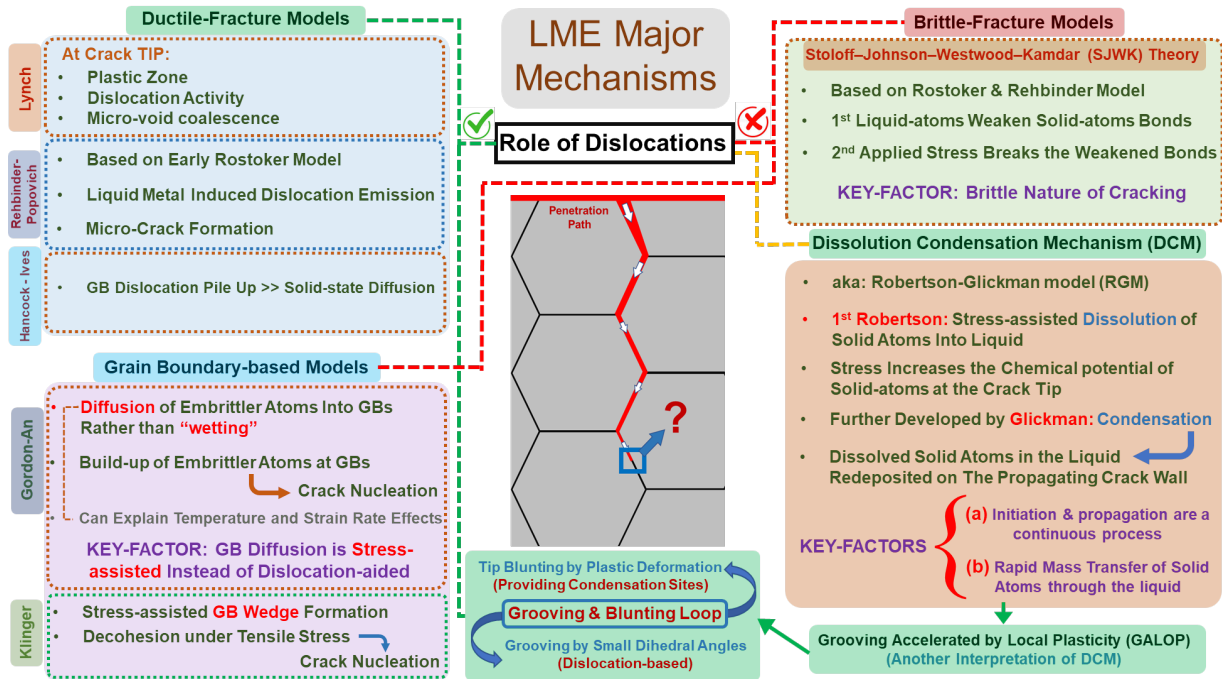 LME Major
Mechanisms
Role of Dislocations
Ductile-Fracture Models
Lynch
At Crack TIP:
• Plastic Zone
• Dislocation Activity
• Micro-void coalescence
Rehbinder-
Popovich
• Based on Early Rostoker Model
• Liquid Metal Induced Dislocation Emission
• Micro-Crack Formation
Hancock - Ives
• GB Dislocation Pile Up >> Solid-state Diffusion
Grain Boundary-based Models
Gordon-An
• Diffusion of Embrittler Atoms Into GBs
Rather than “wetting”
• Build-up of Embrittler Atoms at GBs
Crack Nucleation
• Can Explain Temperature and Strain Rate Effects
KEY-FACTOR: GB Diffusion is Stress-
assisted Instead of Dislocation-aided
Klinger
• Stress-assisted GB Wedge Formation
• Decohesion under Tensile Stress
Crack Nucleation
Penetration
Path
?
Brittle-Fracture Models
Stoloff–Johnson–Westwood–Kamdar (SJWK) Theory
• Based on Rostoker & Rehbinder Model
• 1st Liquid-atoms Weaken Solid-atoms Bonds
• 2nd Applied Stress Breaks the Weakened Bonds
KEY-FACTOR: Brittle Nature of Cracking
Dissolution Condensation Mechanism (DCM)
• aka: Robertson-Glickman model (RGM)
• 1st Robertson: Stress-assisted Dissolution of
Solid Atoms Into Liquid
• Stress Increases the Chemical potential of
Solid-atoms at the Crack Tip
• Further Developed by Glickman: Condensation
• Dissolved Solid Atoms in the Liquid
Redeposited on The Propagating Crack Wall
KEY-FACTORS
(a) Initiation & propagation are a
continuous process
(b) Rapid Mass Transfer of Solid
Atoms through the liquid
Grooving Accelerated by Local Plasticity (GALOP)
(Another Interpretation of DCM)
Tip Blunting by Plastic Deformation
(Providing Condensation Sites)
Grooving & Blunting Loop
Grooving by Small Dihedral Angles
(Dislocation-based)